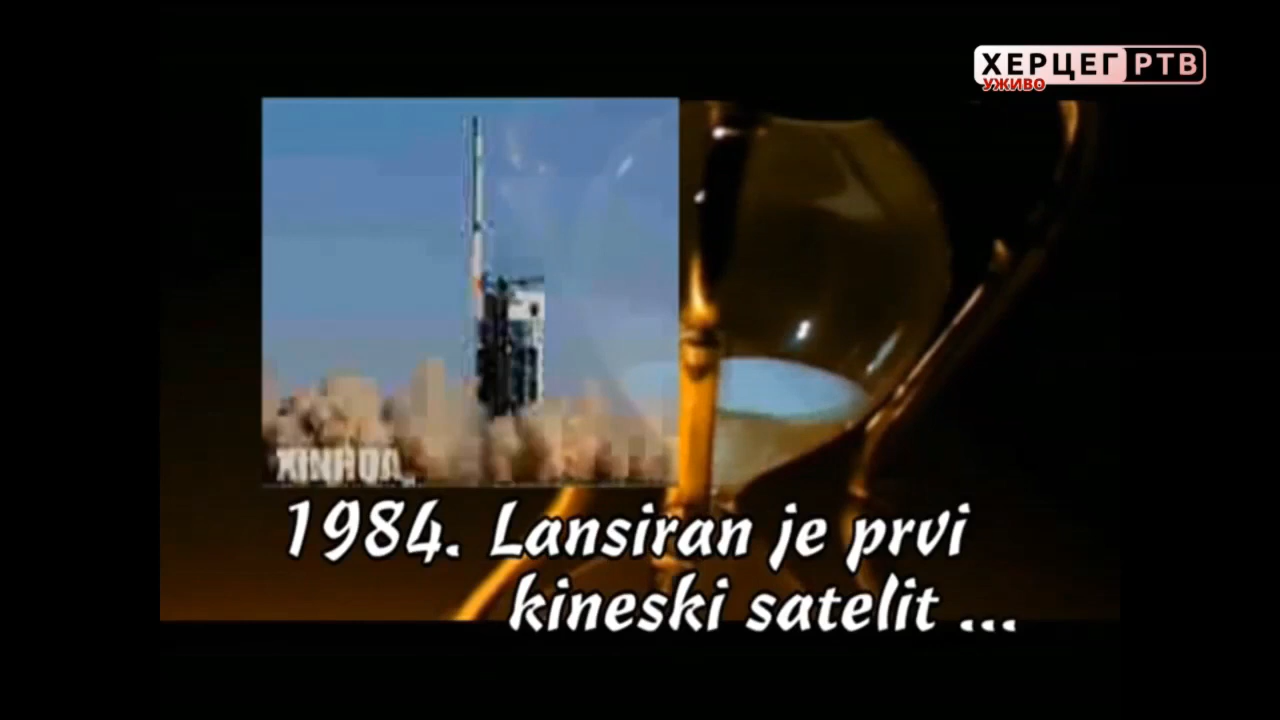 ХЕРЦЕГ РТВ
УЖИВО
XINHUA
1984. Lansiran je prvi
kineski satelit ...